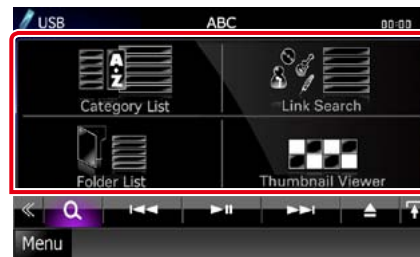 USB ABC 00:00
A
Z
Category List Link Search
Folder List Thumbnail Viewer
Menu